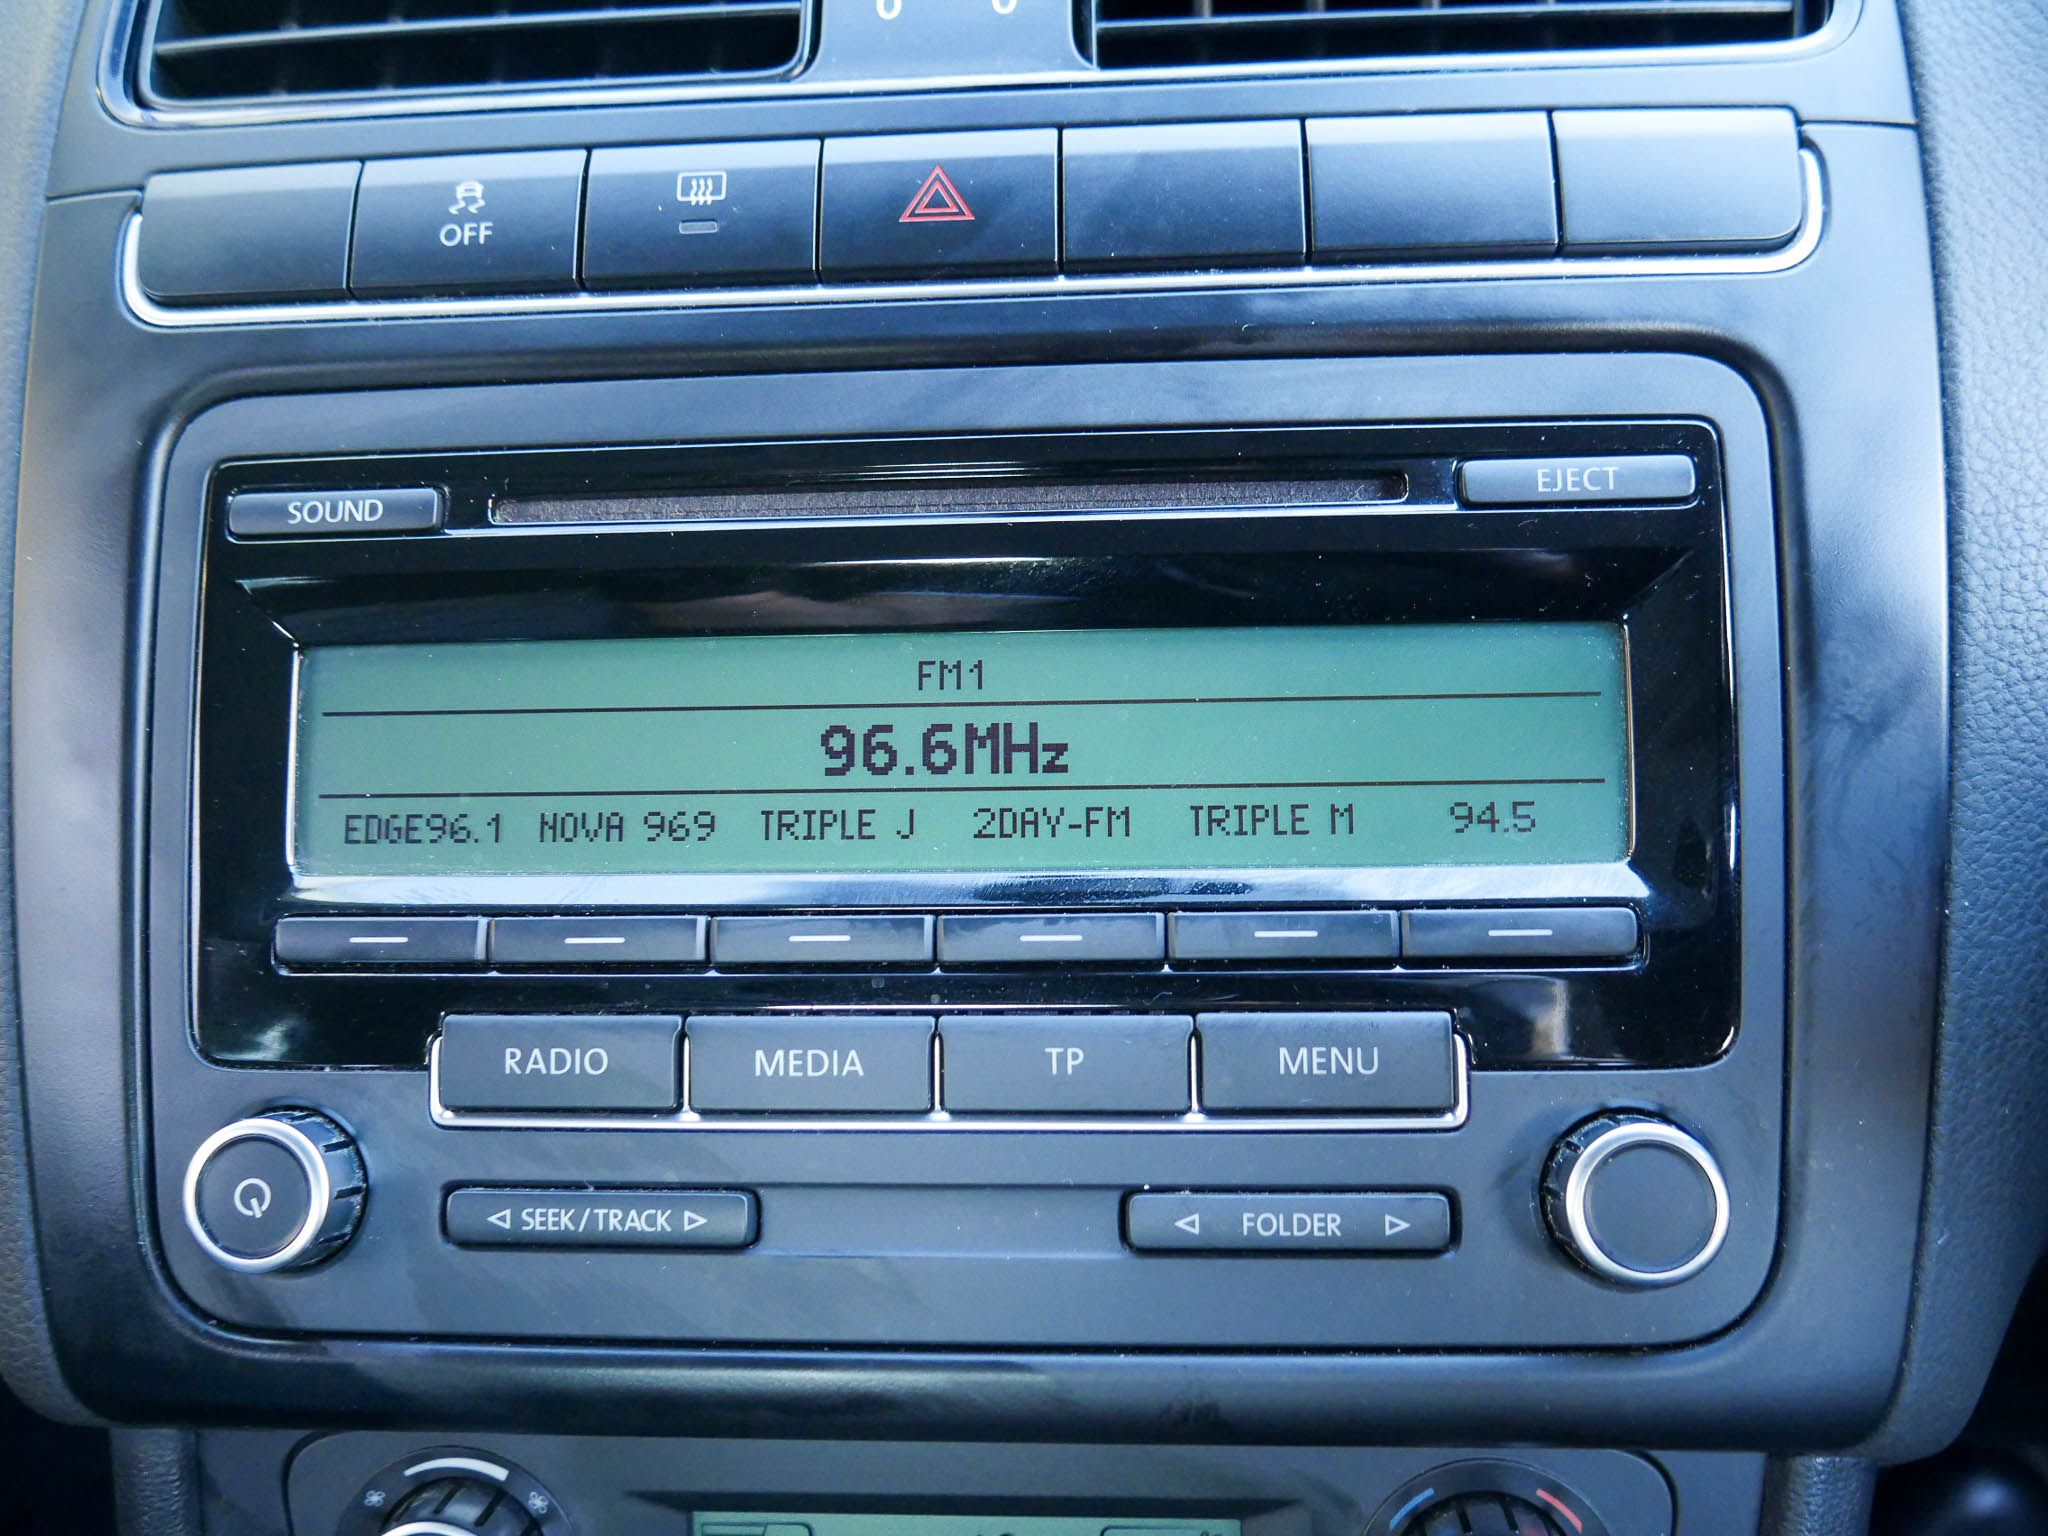 OFF
SOUND
EJECT
FM1
96.6MHz
EDGE96.1 NOVA 969 TRIPLE J 2DAY-FM TRIPLE M 94.5
RADIO MEDIA TP MENU
SEEK/TRACK FOLDER